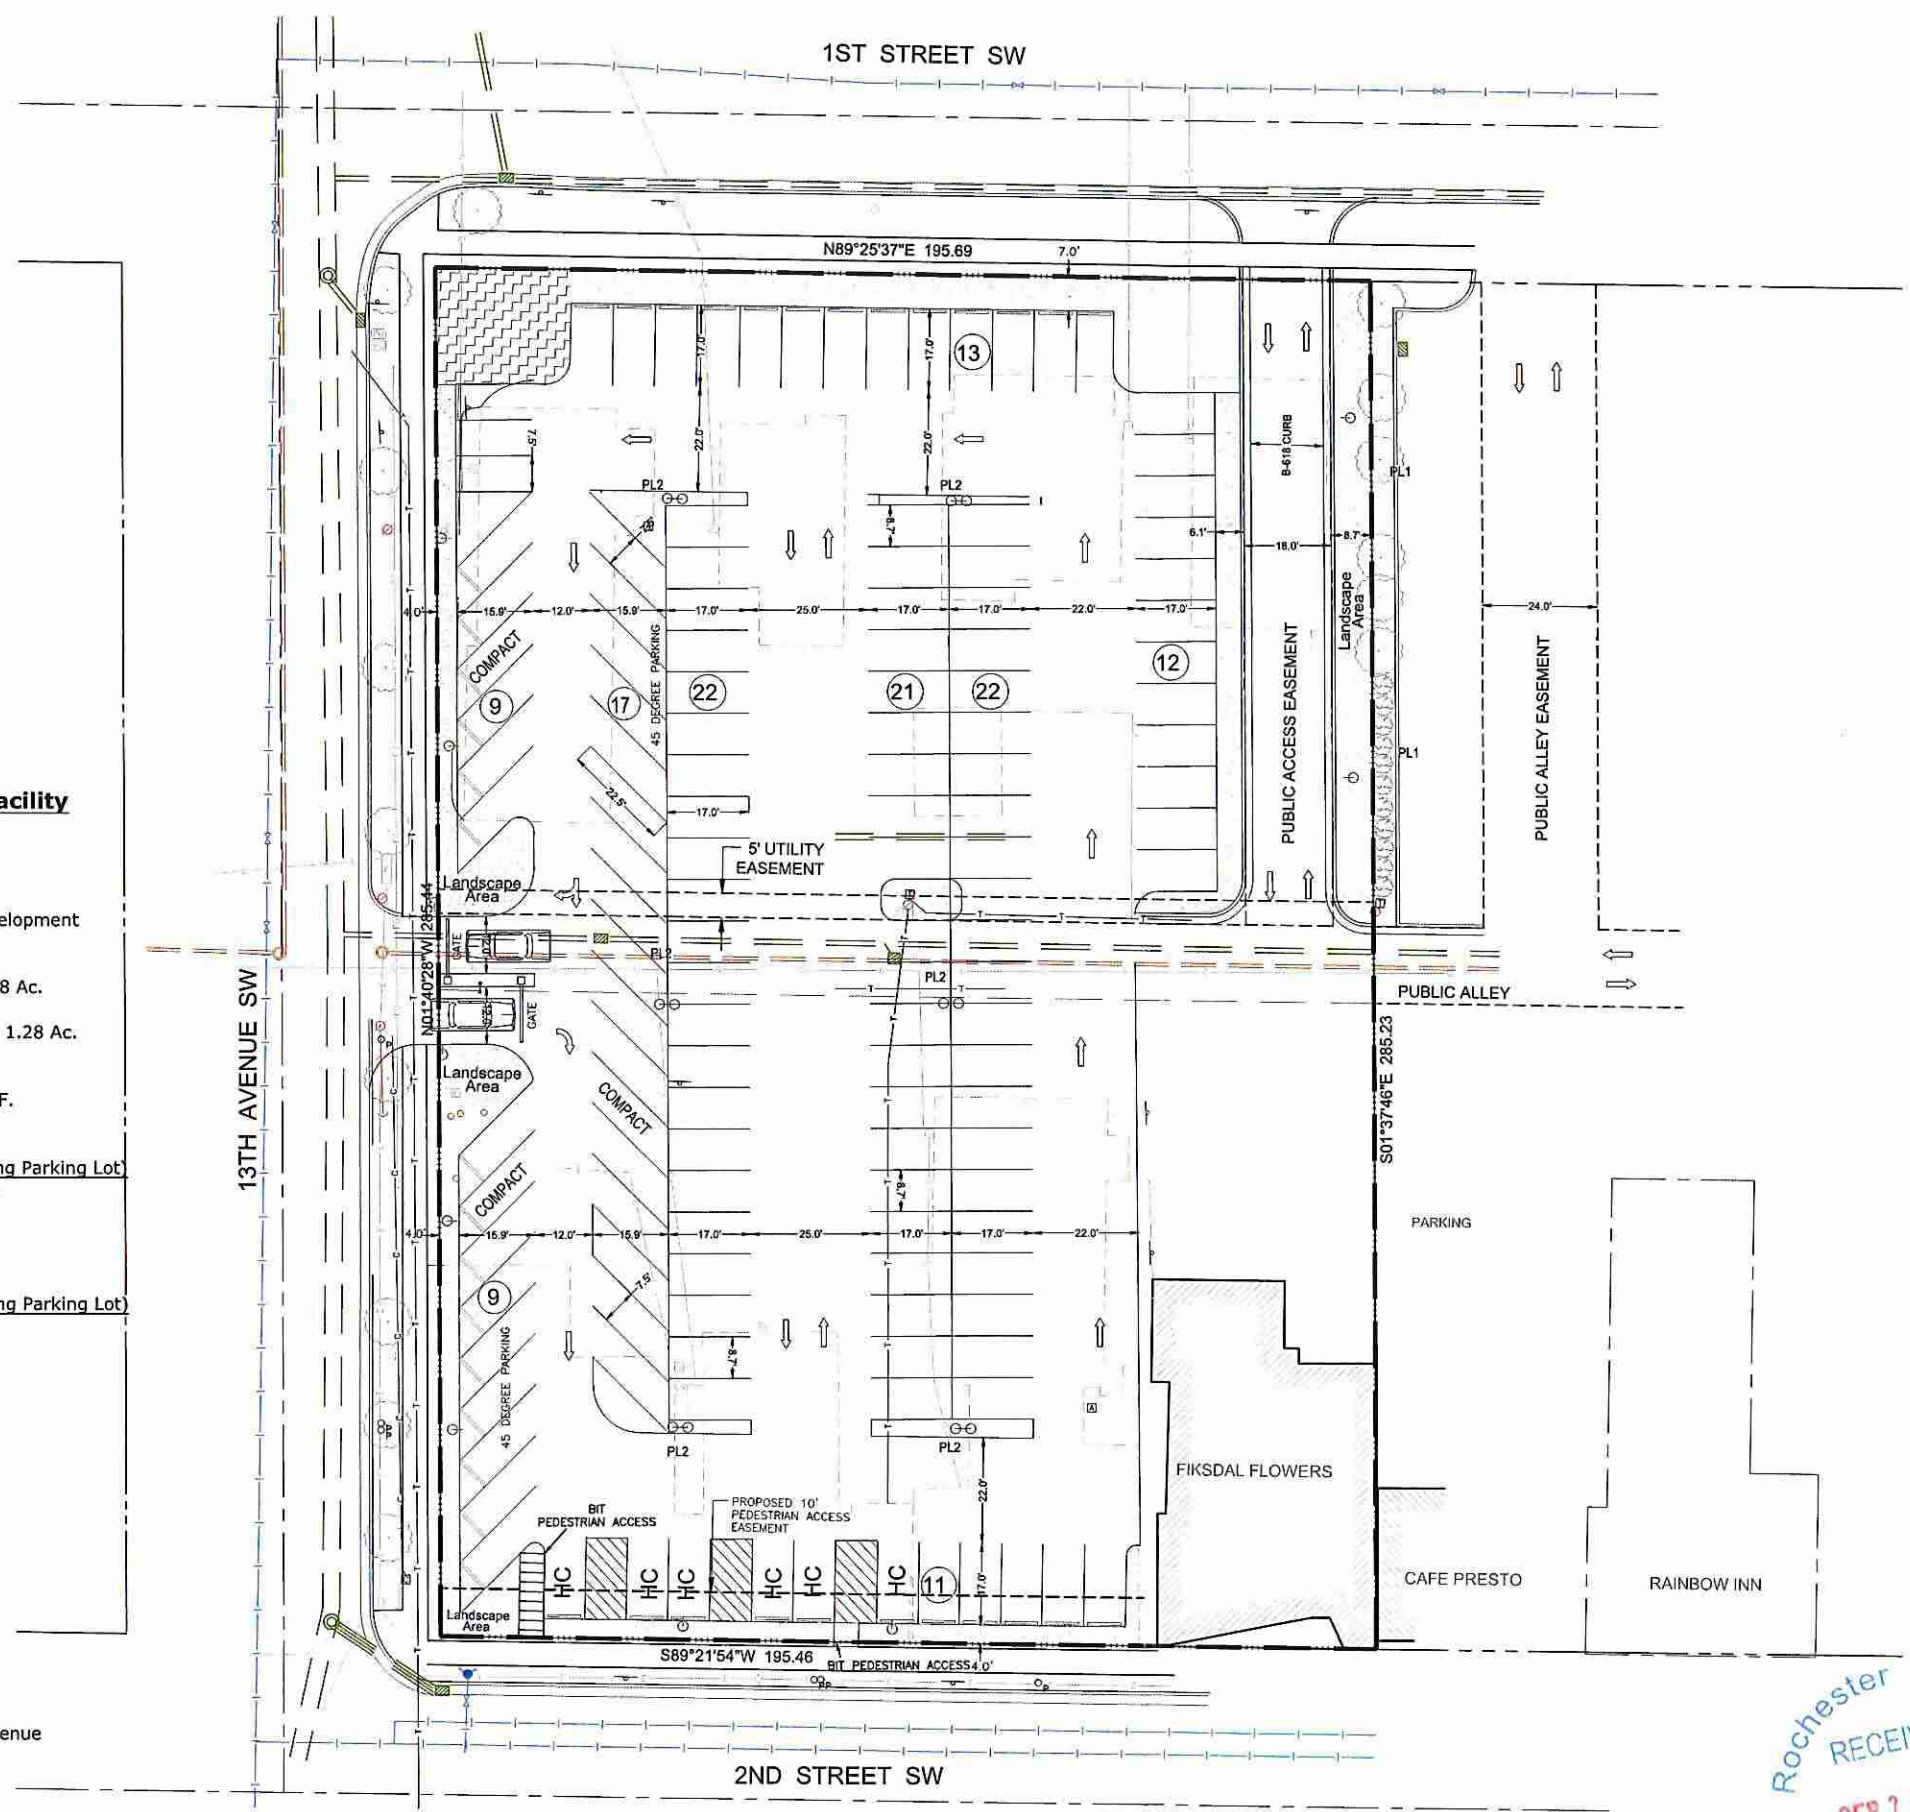 1ST STREET SW
N89°25'37"E 195.69
7.0'
17.0'
17.0'
13
7.5'
22.0'
22.0'
B-618 CURB
PL2
PL2
PL1
8.7'
6.1'
18.0'
8.7'
4.0'
15.9'
12.0'
15.9'
17.0'
25.0'
17.0'
17.0'
22.0'
17.0'
24.0'
Landscape
Area
COMPACT
45 DEGREE PARKING
9
17
22
21
22
12
PUBLIC ACCESS EASEMENT
PUBLIC ALLEY EASEMENT
PL1
acility
22.5'
17.0'
5' UTILITY
EASEMENT
Landscape
Area
elopment
N01°40'28"W 285.44
GATE
12.0'
PL2
PL2
8 Ac.
PUBLIC ALLEY
12.0'
GATE
1.28 Ac.
13TH AVENUE SW
Landscape
Area
S01°37'46"E 285.23
F.
COMPACT
ng Parking Lot)
COMPACT
8.7'
PARKING
4.0'
15.9'
12.0'
15.9'
17.0'
25.0'
17.0'
17.0'
22.0'
7.5'
9
ng Parking Lot)
45 DEGREE PARKING
8.7'
A
PL2
PL2
FIKSDAL FLOWERS
22.0'
BIT
PEDESTRIAN ACCESS
PROPOSED 10'
PEDESTRIAN ACCESS
EASEMENT
HC
HC
HC
HC
HC
HC
11
17.0'
CAFE PRESTO
RAINBOW INN
Landscape
Area
S89°21'54"W 195.46
BIT PEDESTRIAN ACCESS
4.0'
enue
2ND STREET SW
Rochester
RECEI